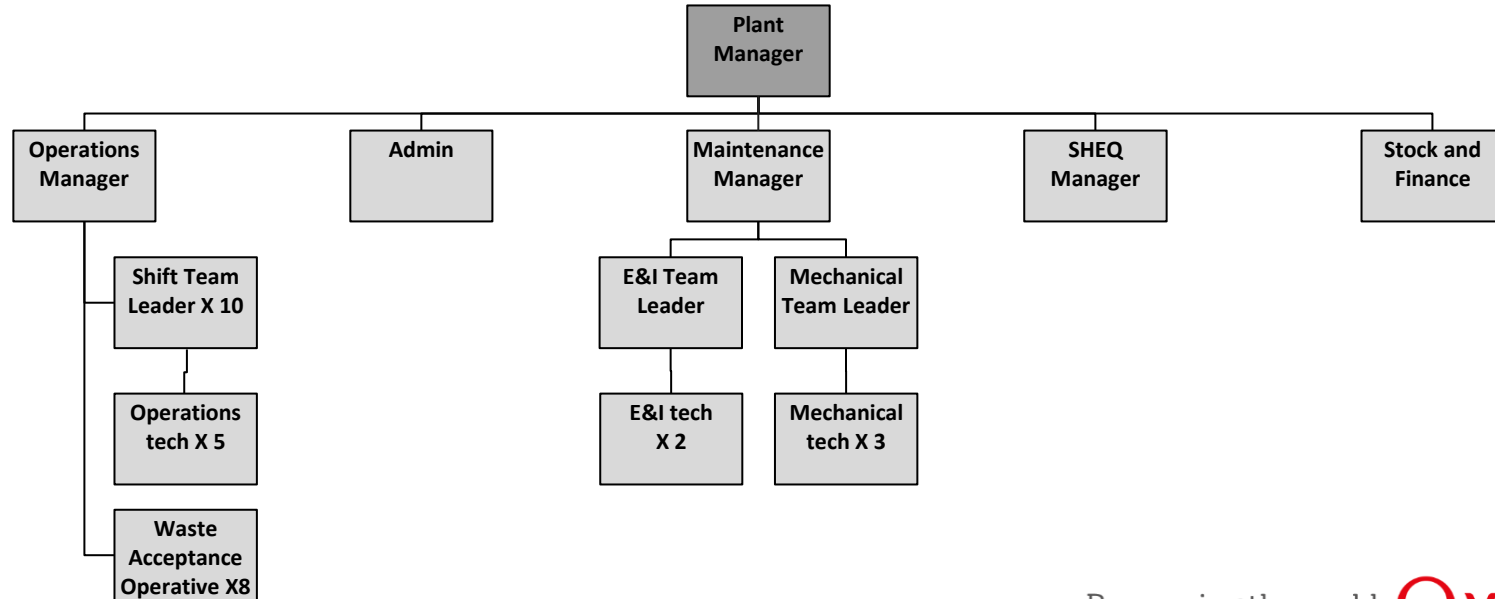 Plant
Manager
Operations
Manager
Admin
Maintenance
Manager
SHEQ
Manager
Stock and
Finance
Shift Team
Leader X 10
E&I Team
Leader
Mechanical
Team Leader
Operations
tech X 5
E&I tech
X 2
Mechanical
tech X 3
Waste
Acceptance
Operative X8